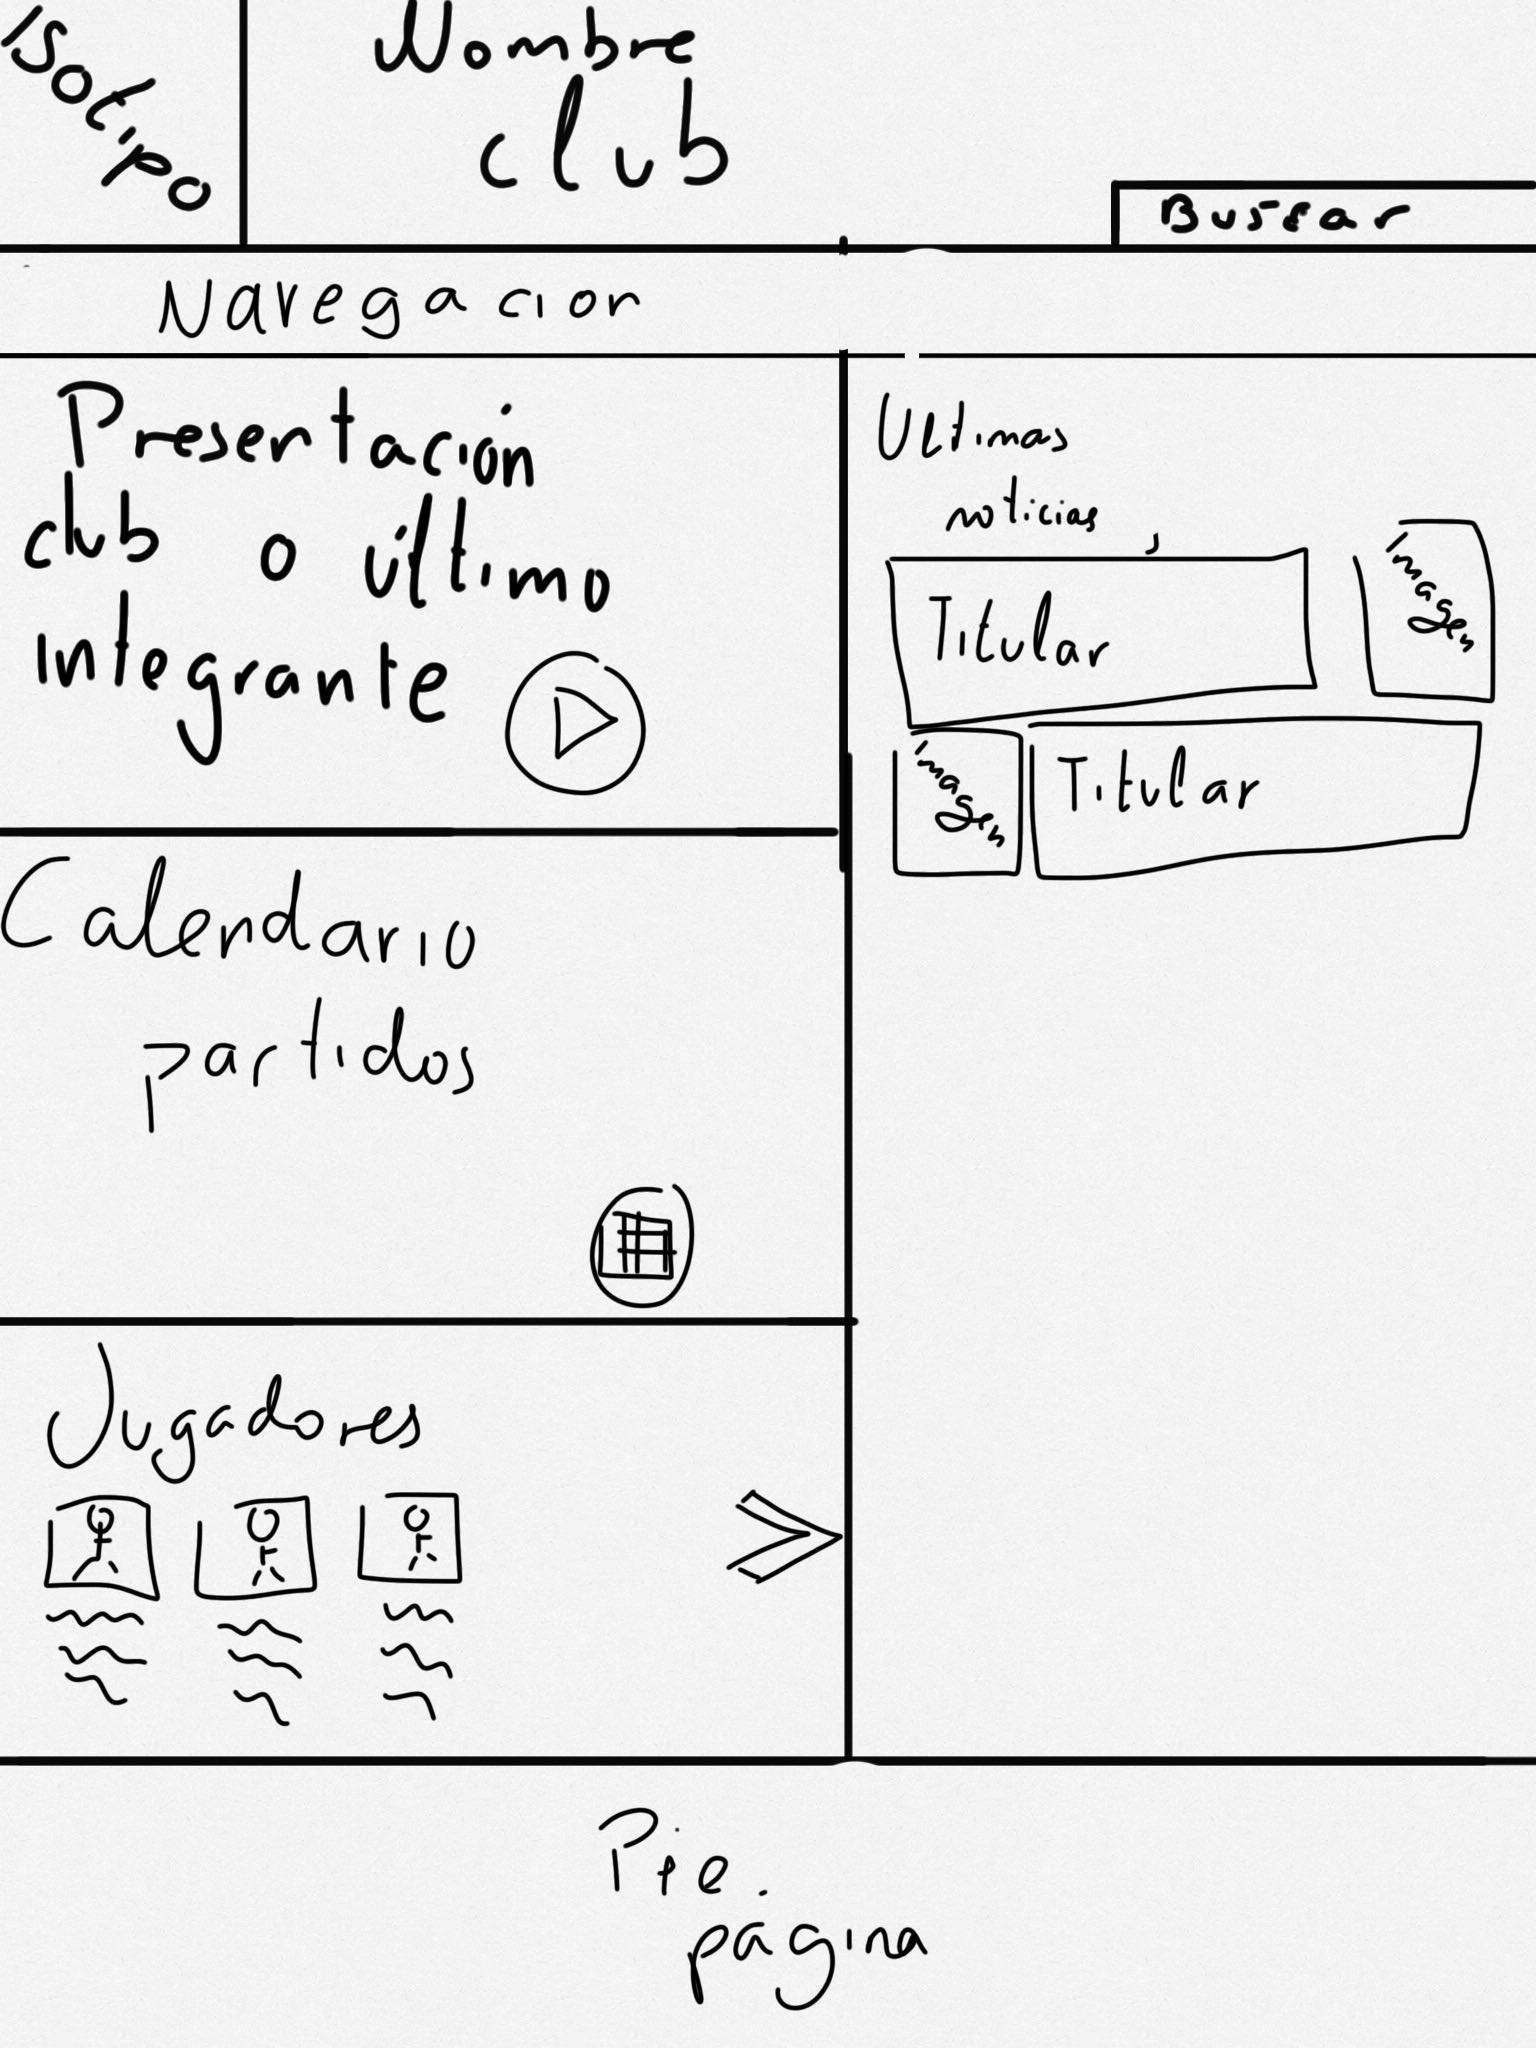 Isotipo
Nombre
club
Buscar
Navegacion
Presentación
club o último
integrante
Ultimas
noticias
Titular
imagen
imagen
Titular
Calendario
partidos
Jugadores
Pie.
pagina